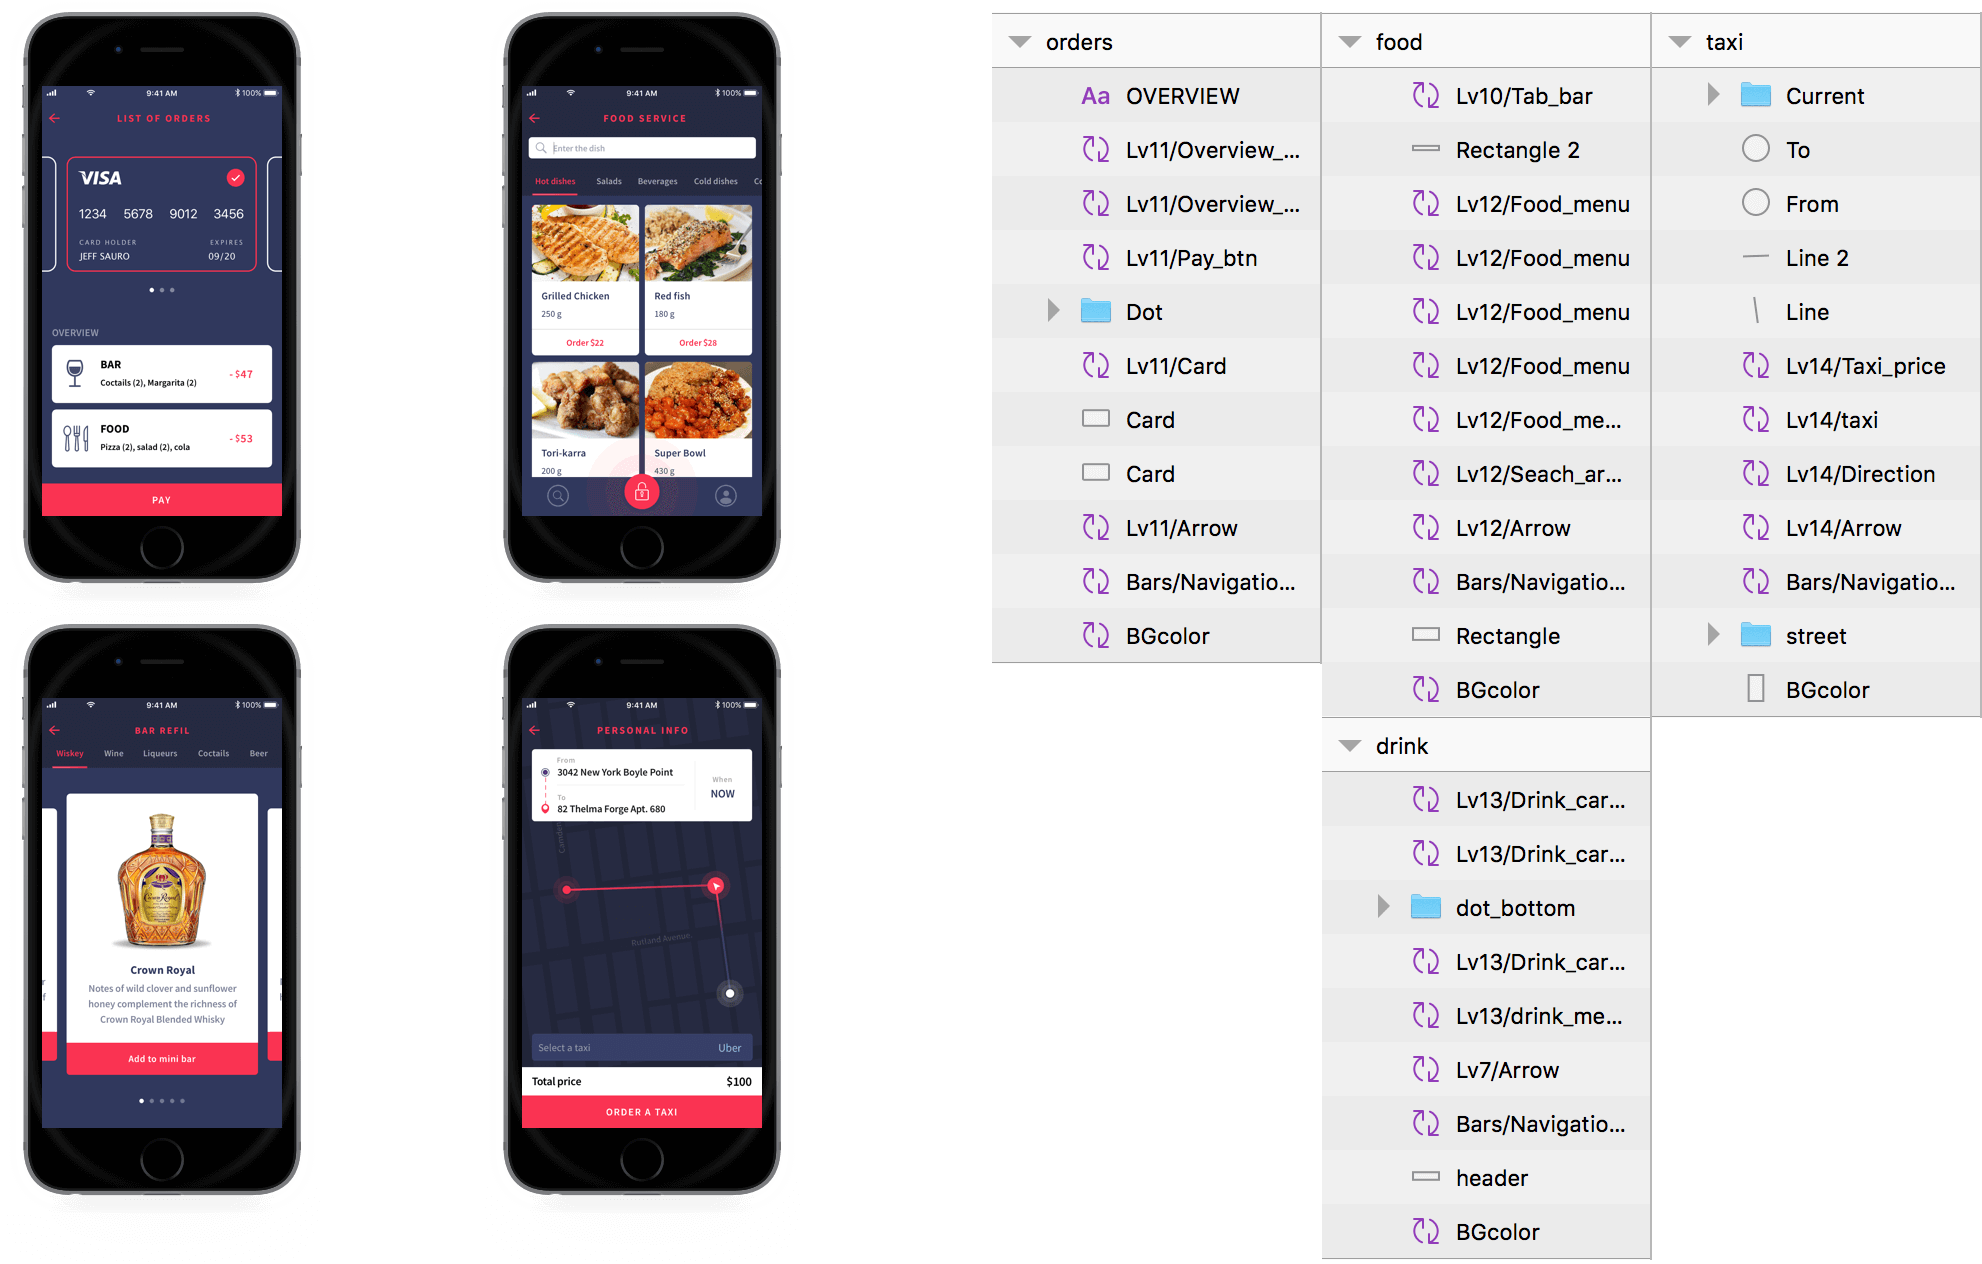 9:41 AM
100%
LIST OF ORDERS
VISA
1234 5678 9012 3456
CARD HOLDER EXPIRES
JEFF SAURO 09/20
OVERVIEW
BAR
Coctails (2), Margarita (2)
- $47
FOOD
Pizza (2), salad (2), cola
- $53
PAY
9:41 AM
100%
FOOD SERVICE
Enter the dish
Hot dishes Salads Beverages Cold dishes Co
Grilled Chicken
250 g
Order $22
Red fish
180 g
Order $28
Tori-karra
200 g
Super Bowl
430 g
9:41 AM
100%
BAR REFIL
Wiskey Wine Liqueurs Coctails Beer
Crown Royal
Crown Royal
Notes of wild clover and sunflower
honey complement the richness of
Crown Royal Blended Whisky
Add to mini bar
9:41 AM
100%
PERSONAL INFO
From
3042 New York Boyle Point
To
82 Thelma Forge Apt. 680
When
NOW
Camden
Rutland Avenue
Select a taxi
Uber
Total price
$100
ORDER A TAXI
orders
Aa OVERVIEW
Lv11/Overview_...
Lv11/Overview_...
Lv11/Pay_btn
Dot
Lv11/Card
Card
Card
Lv11/Arrow
Bars/Navigatio...
BGcolor
food
Lv10/Tab_bar
Rectangle 2
Lv12/Food_menu
Lv12/Food_menu
Lv12/Food_menu
Lv12/Food_menu
Lv12/Food_me...
Lv12/Seach_ar...
Lv12/Arrow
Bars/Navigatio...
Rectangle
BGcolor
drink
Lv13/Drink_car...
Lv13/Drink_car...
dot_bottom
Lv13/Drink_car...
Lv13/drink_me...
Lv7/Arrow
Bars/Navigatio...
header
BGcolor
taxi
Current
To
From
Line 2
Line
Lv14/Taxi_price
Lv14/taxi
Lv14/Direction
Lv14/Arrow
Bars/Navigatio...
street
BGcolor